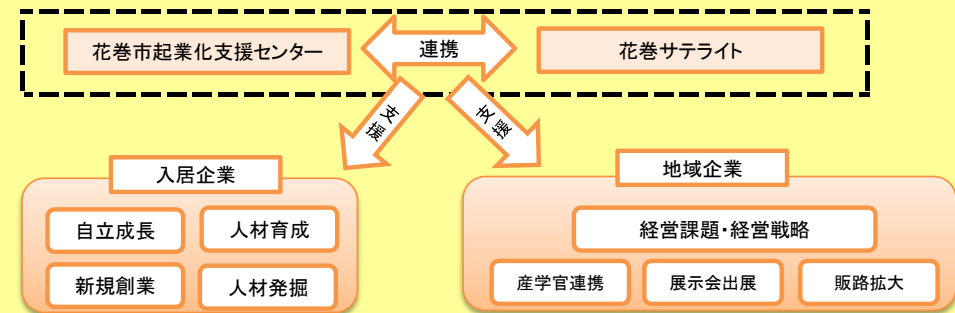 花巻市起業化支援センター
連携
花巻サテライト
支援
支援
入居企業
地域企業
自立成長
人材育成
経営課題・経営戦略
新規創業
人材発掘
産学官連携
展示会出展
販路拡大